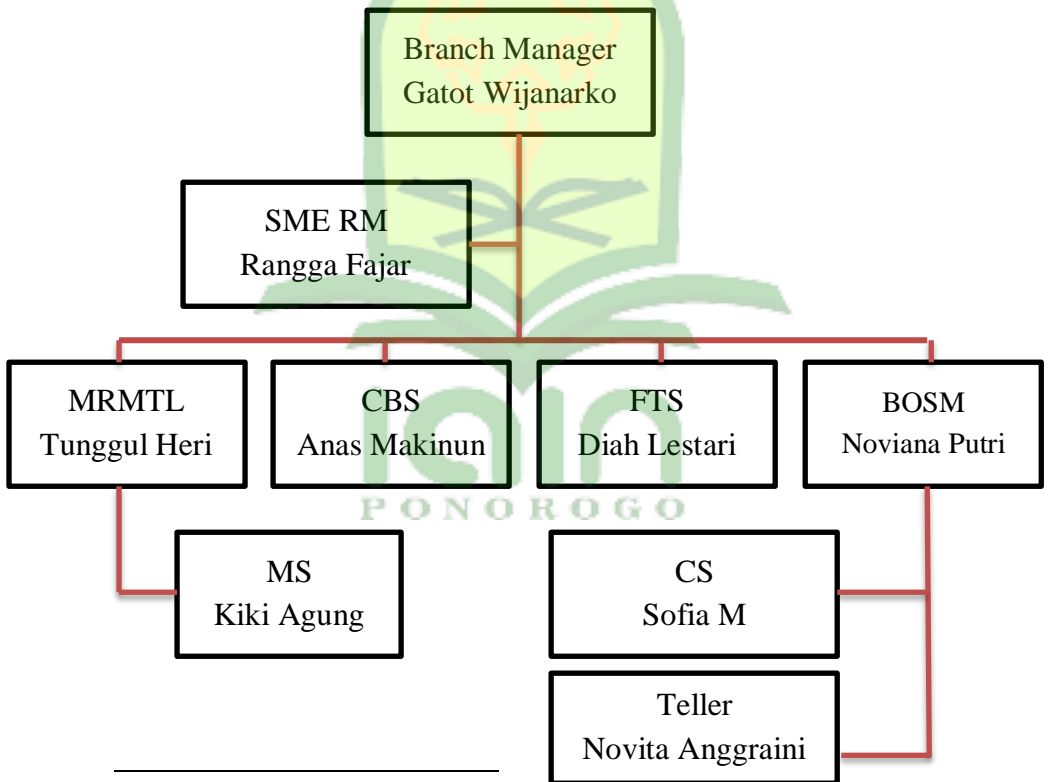 Branch Manager
Gatot Wijanarko
SME RM
Rangga Fajar
MRMTL
Tunggul Heri
CBS
Anas Makinun
FTS
Diah Lestari
BOSM
Noviana Putri
iain
PONOROGO
MS
Kiki Agung
CS
Sofia M
Teller
Novita Anggraini